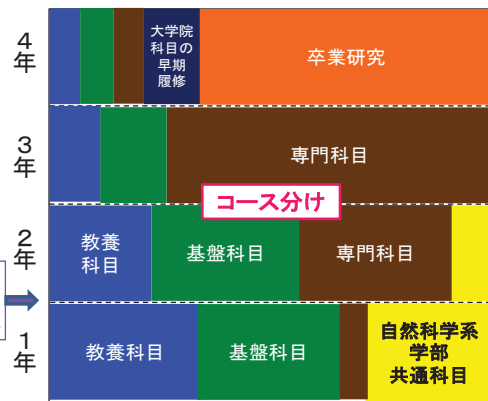 4年
大学院
科目の
早期
履修
卒業研究
3年
専門科目
コース分け
2年
教養
科目
基盤科目
専門科目
1年
教養科目
基盤科目
自然科学系
学部
共通科目